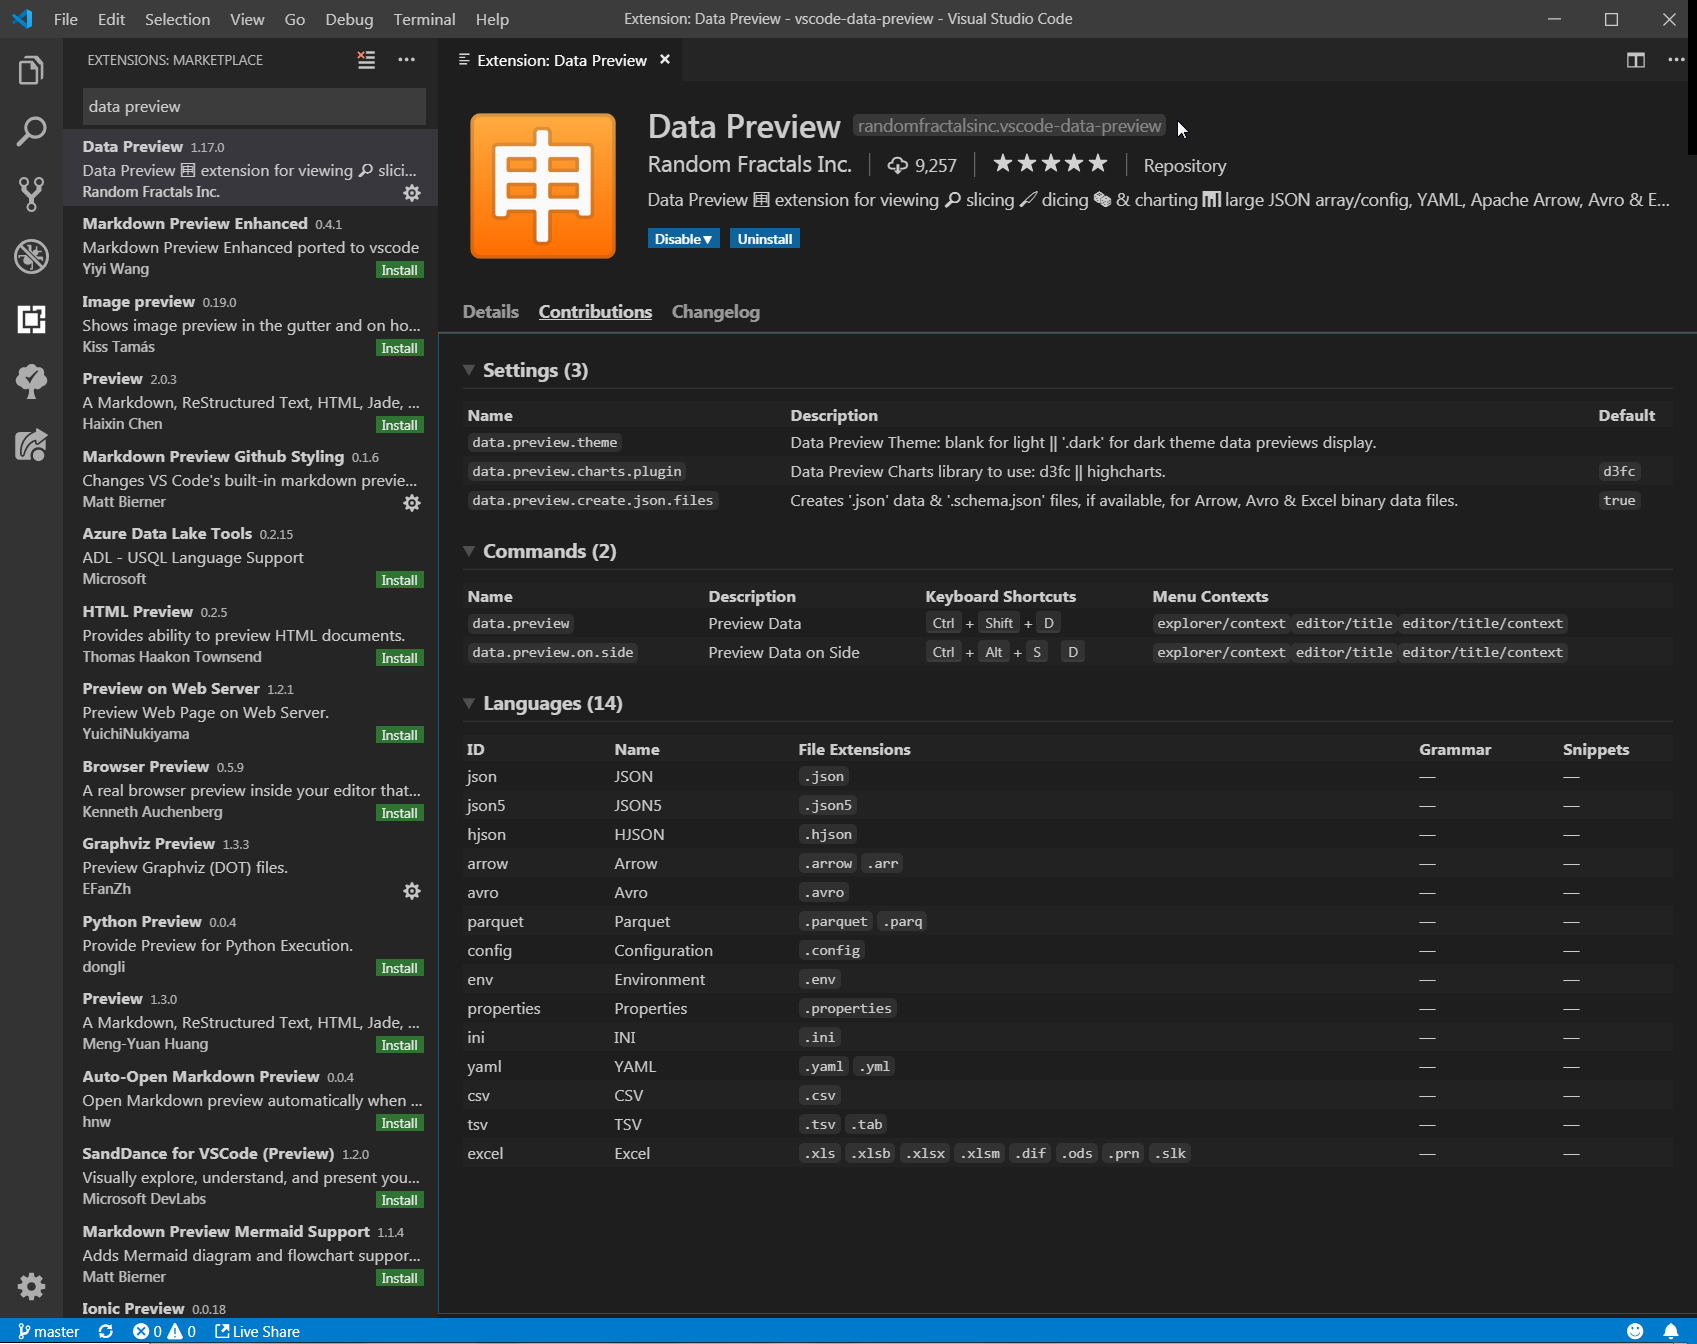 File Edit Selection View Go Debug Terminal Help
Extension: Data Preview - vscode-data-preview - Visual Studio Code
EXTENSIONS: MARKETPLACE
data preview
Data Preview 1.17.0
Data Preview extension for viewing slici...
Random Fractals Inc.
Markdown Preview Enhanced 0.4.1
Markdown Preview Enhanced ported to vscode
Yiyi Wang Install
Image preview 0.19.0
Shows image preview in the gutter and on ho...
Kiss Tamás Install
Preview 2.0.3
A Markdown, ReStructured Text, HTML, Jade, ...
Haixin Chen Install
Markdown Preview Github Styling 0.1.6
Changes VS Code's built-in markdown previe...
Matt Bierner
Azure Data Lake Tools 0.2.15
ADL - USQL Language Support
Microsoft Install
HTML Preview 0.2.5
Provides ability to preview HTML documents.
Thomas Haakon Townsend Install
Preview on Web Server 1.2.1
Preview Web Page on Web Server.
YuichiNukiyama Install
Browser Preview 0.5.9
A real browser preview inside your editor that...
Kenneth Auchenberg Install
Graphviz Preview 1.3.3
Preview Graphviz (DOT) files.
EFanZh
Python Preview 0.0.4
Provide Preview for Python Execution.
dongli Install
Preview 1.3.0
A Markdown, ReStructured Text, HTML, Jade, ...
Meng-Yuan Huang Install
Auto-Open Markdown Preview 0.0.4
Open Markdown preview automatically when ...
hnw Install
SandDance for VSCode (Preview) 1.2.0
Visually explore, understand, and present you...
Microsoft DevLabs Install
Markdown Preview Mermaid Support 1.1.4
Adds Mermaid diagram and flowchart suppor...
Matt Bierner Install
Ionic Preview 0.0.18
Extension: Data Preview
申
Data Preview randomfractalsinc.vscode-data-preview
Random Fractals Inc. 9,257 ★★★★★ Repository
Data Preview extension for viewing slicing dicing & charting large JSON array/config, YAML, Apache Arrow, Avro & E...
Disable▼ Uninstall
Details Contributions Changelog
Settings (3)
Name Description Default
data.preview.theme Data Preview Theme: blank for light || '.dark' for dark theme data previews display.
data.preview.charts.plugin Data Preview Charts library to use: d3fc || highcharts. d3fc
data.preview.create.json.files Creates '.json' data & '.schema.json' files, if available, for Arrow, Avro & Excel binary data files. true
Commands (2)
Name Description Keyboard Shortcuts Menu Contexts
data.preview Preview Data Ctrl + Shift + D explorer/context editor/title editor/title/context
data.preview.on.side Preview Data on Side Ctrl + Alt + S D explorer/context editor/title editor/title/context
Languages (14)
ID Name File Extensions Grammar Snippets
json JSON .json — —
json5 JSON5 .json5 — —
hjson HJSON .hjson — —
arrow Arrow .arrow .arr — —
avro Avro .avro — —
parquet Parquet .parquet .parq — —
config Configuration .config — —
env Environment .env — —
properties Properties .properties — —
ini INI .ini — —
yaml YAML .yaml .yml — —
csv CSV .csv — —
tsv TSV .tsv .tab — —
excel Excel .xls .xlsb .xlsx .xlsm .dif .ods .prn .slk — —
master 0 0 Live Share